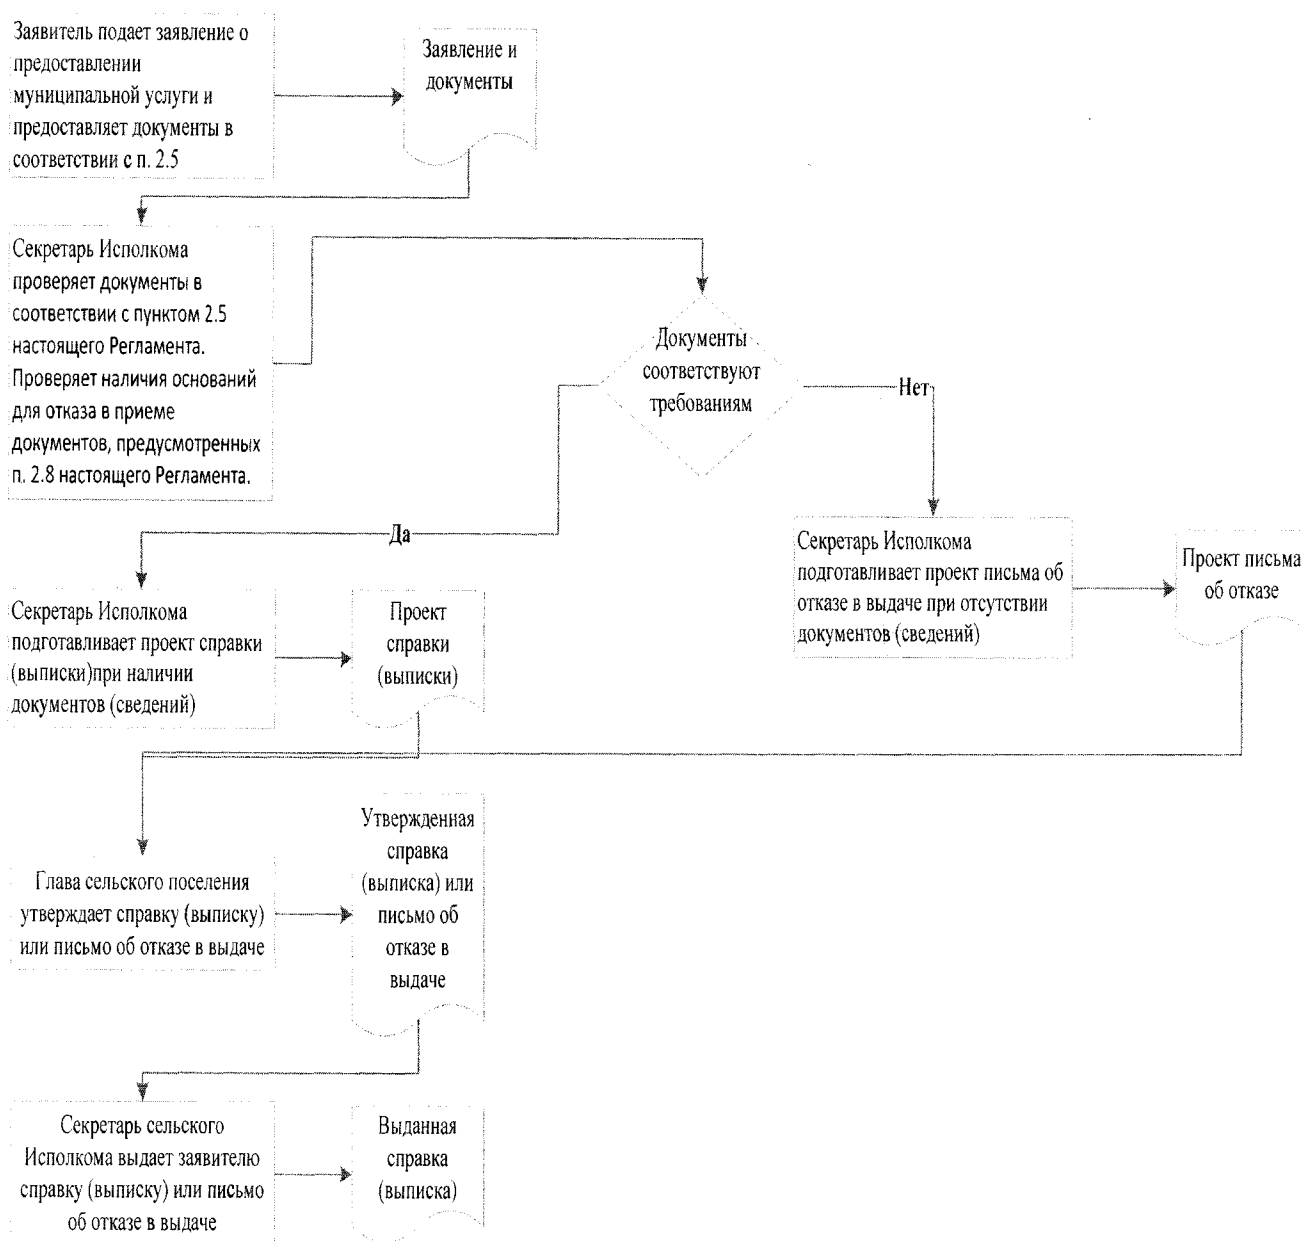 Заявитель подает заявление о
предоставлении
муниципальной услуги и
предоставляет документы в
соответствии с п. 2.5
Заявление и
документы
Секретарь Исполкома
проверяет документы в
соответствии с пунктом 2.5
настоящего Регламента.
Проверяет наличия оснований
для отказа в приеме
документов, предусмотренных
п. 2.8 настоящего Регламента.
Документы
соответствуют
требованиям
Нет
Да
Секретарь Исполкома
подготавливает проект письма об
отказе в выдаче при отсутствии
документов (сведений)
Проект письма
об отказе
Секретарь Исполкома
подготавливает проект справки
(выписки)при наличии
документов (сведений)
Проект
справки
(выписки)
Глава сельского поселения
утверждает справку (выписку)
или письмо об отказе в выдаче
Утвержденная
справка
(выписка) или
письмо об
отказе в
выдаче
Секретарь сельского
Исполкома выдает заявителю
справку (выписку) или письмо
об отказе в выдаче
Выданная
справка
(выписка)